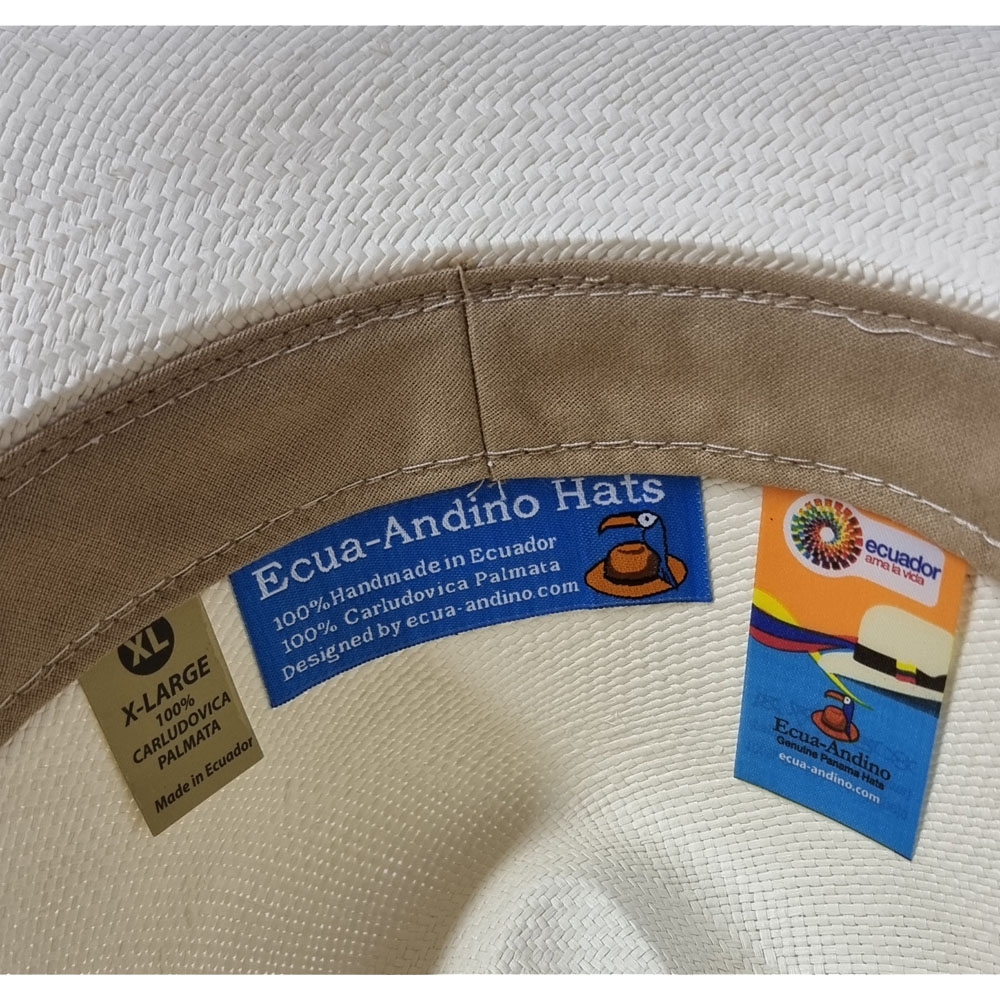 XL
X-LARGE
100%
CARLUDOVICA
PALMATA
Made in Ecuador
Ecua-Andino Hats
100%Handmade in Ecuador
100% Carludovica Palmata
Designed by ecua-andino.com
ecuador
ama la vida
Ecua-Andino
Genuine Panama Hats
ecua-andino.com